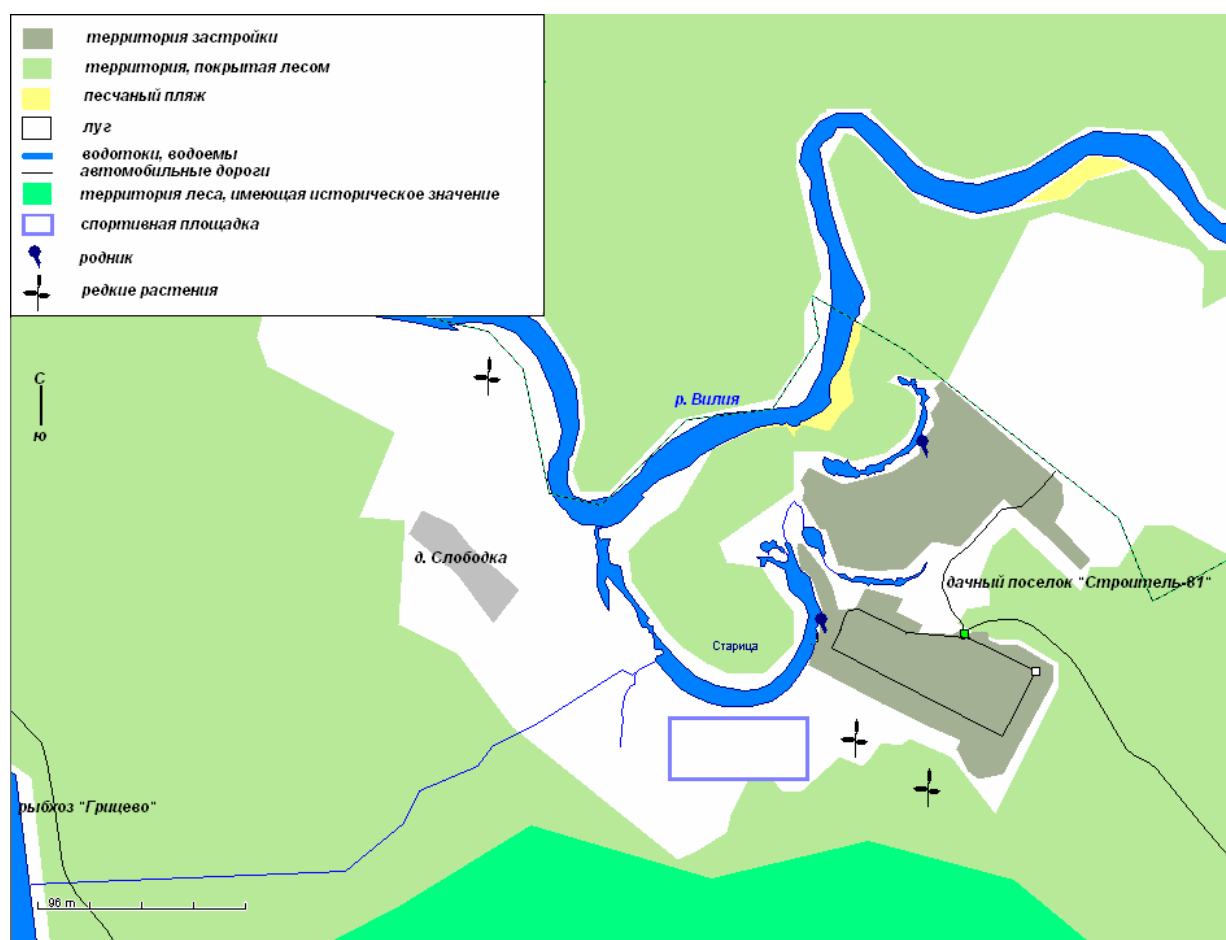 территория застройки
территория, покрытая лесом
песчаный пляж
луг
водотоки, водоемы
автомобильные дороги
территория леса, имеющая историческое значение
спортивная площадка
родник
редкие растения
С
ю
р. Вилия
д. Слободка
дачный поселок "Строитель-81"
Старица
рыбхоз "Грицево"
96 m